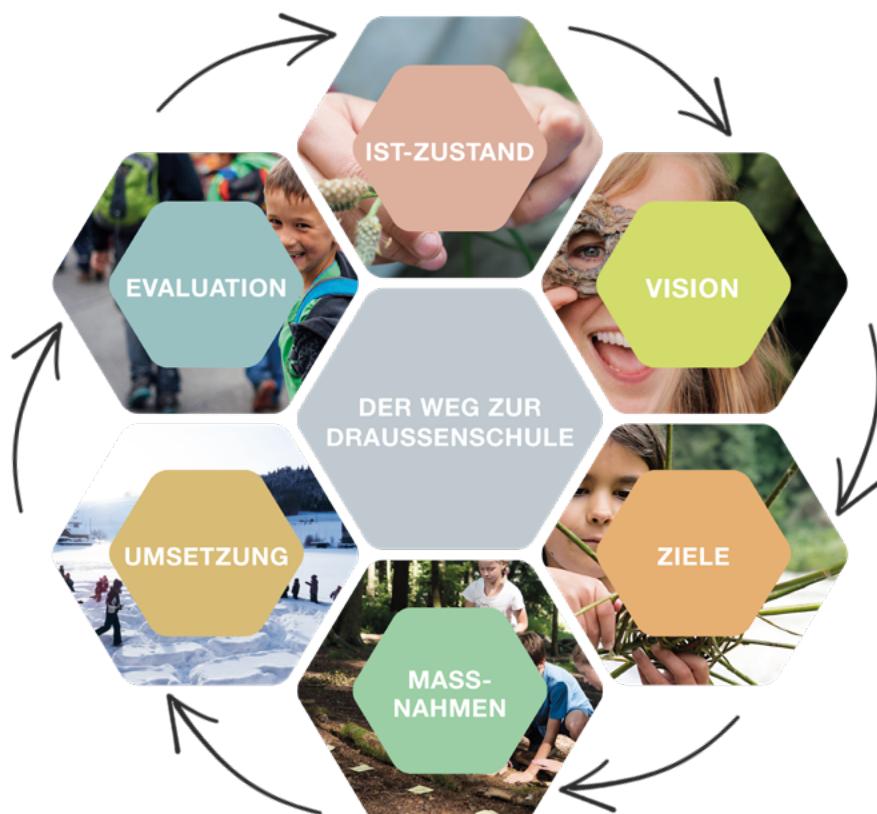 IST-ZUSTAND
VISION
ZIELE
MASS-
NAHMEN
UMSETZUNG
EVALUATION
DER WEG ZUR
DRAUSSENSCHULE